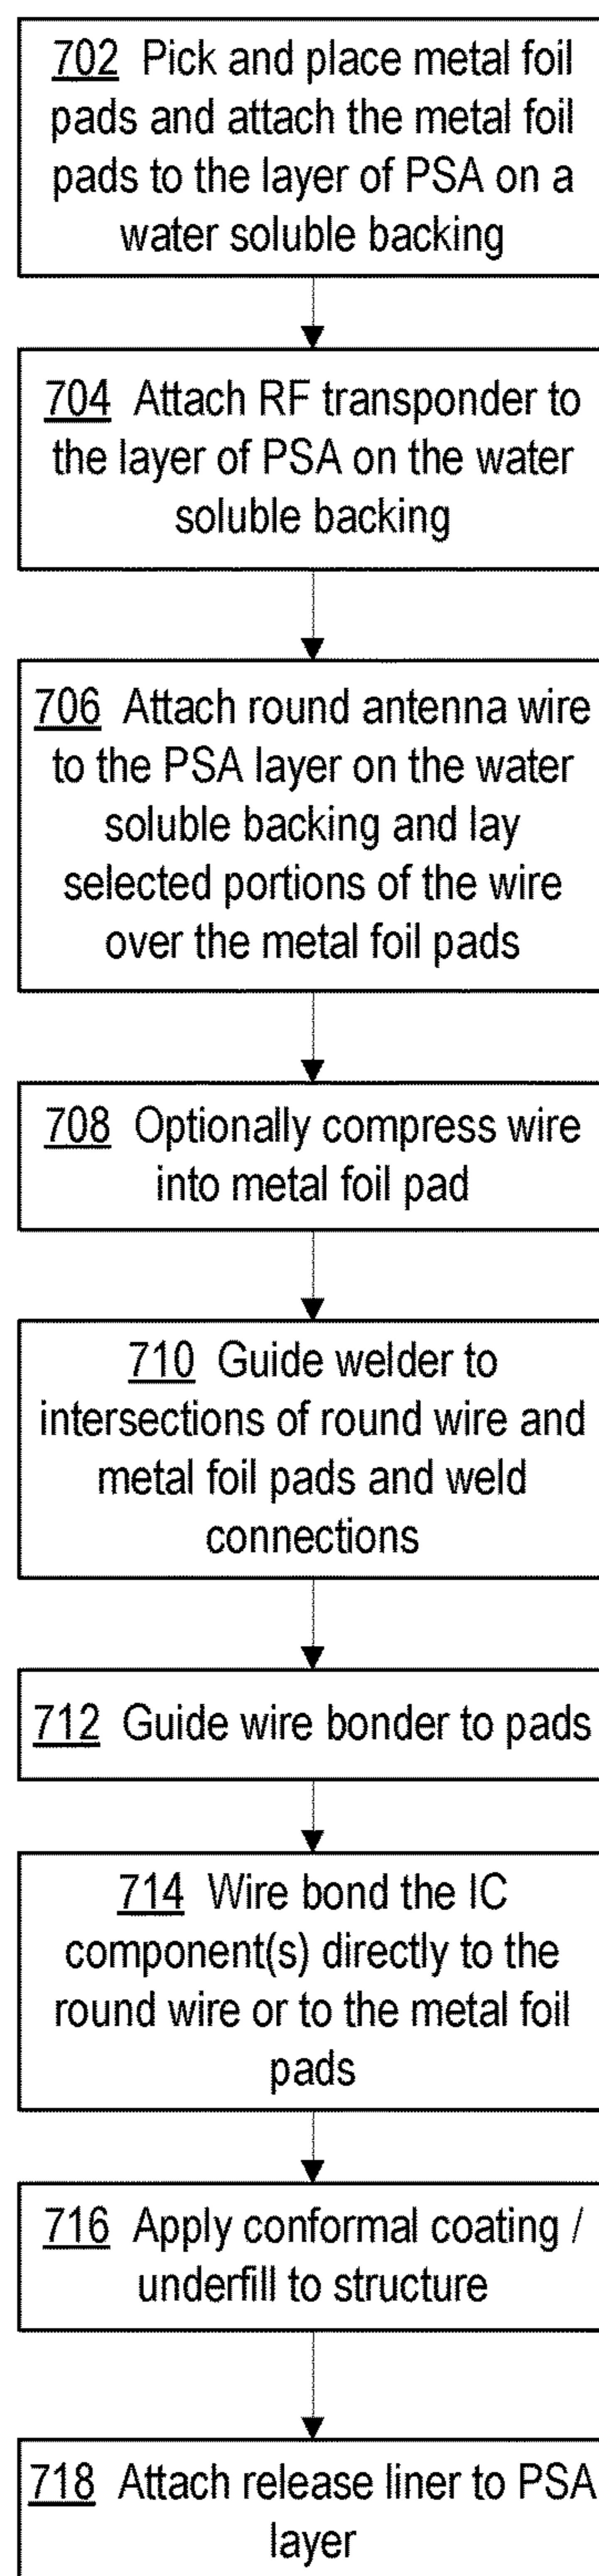 702 Pick and place metal foil
pads and attach the metal foil
pads to the layer of PSA on a
water soluble backing
704 Attach RF transponder to
the layer of PSA on the water
soluble backing
706 Attach round antenna wire
to the PSA layer on the water
soluble backing and lay
selected portions of the wire
over the metal foil pads
708 Optionally compress wire
into metal foil pad
710 Guide welder to
intersections of round wire and
metal foil pads and weld
connections
712 Guide wire bonder to pads
714 Wire bond the IC
component(s) directly to the
round wire or to the metal foil
pads
716 Apply conformal coating /
underfill to structure
718 Attach release liner to PSA
layer